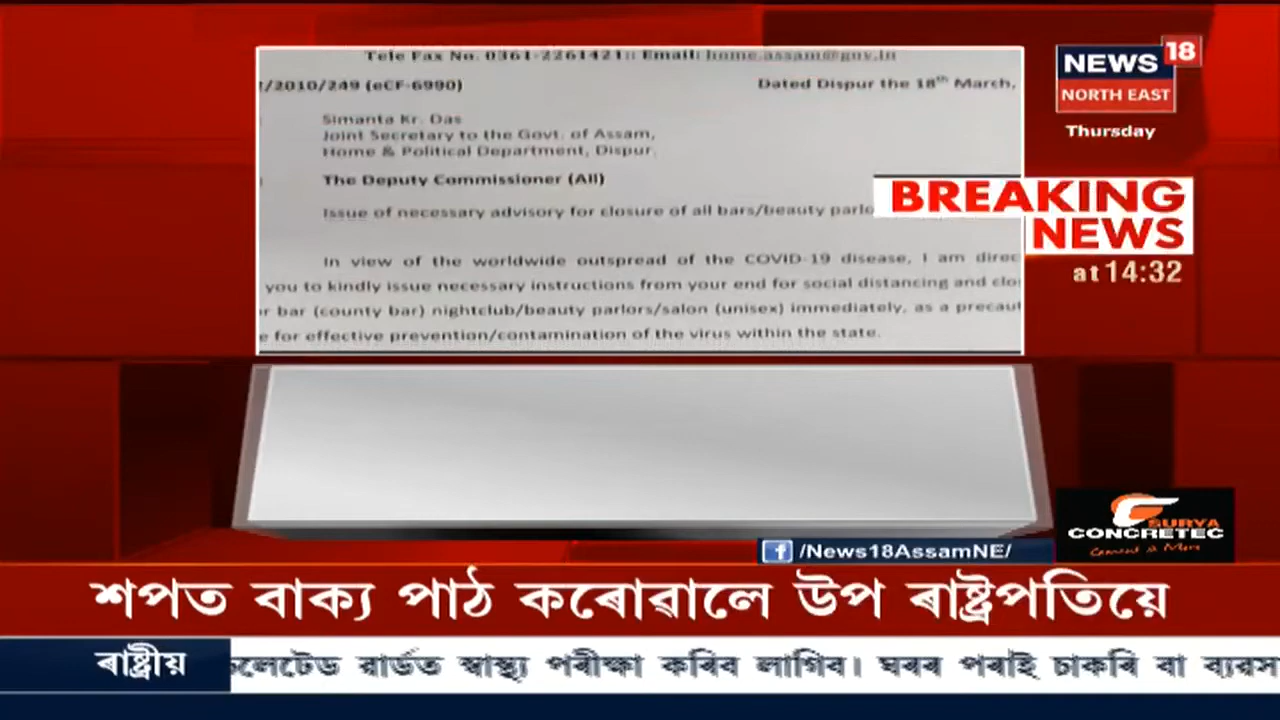 Tele Fax No. 0361-2261421:: Email: home.assam@gov.in
/2010/249 (eCF-6990)
Dated Dispur the 18th March,
Simanta Kr. Das
Joint Secretary to the Govt. of Assam,
Home & Political Department, Dispur.
The Deputy Commissioner (All)
Issue of necessary advisory for closure of all bars/beauty
In view of the worldwide outspread of the COVID-19 disease, I am
you to kindly issue necessary instructions from your end for social distancing and
bar (county bar) nightclub/beauty parlors/salon (unisex) immediately, as a
for effective prevention/contamination of the virus within the state.
NEWS 18
NORTH EAST
Thursday
BREAKING
NEWS
at 14:32
SURYA
CONCRETEC
Cement & More
/News18AssamNE/
শপত বাক্য পাঠ কৰোৱালে উপ ৰাষ্ট্ৰপতিয়ে
ৰাষ্ট্ৰীয়
ৱাৰ্ডত স্বাস্থ্য পৰীক্ষা কৰিব লাগিব। ঘৰৰ পৰাই চাকৰি বা